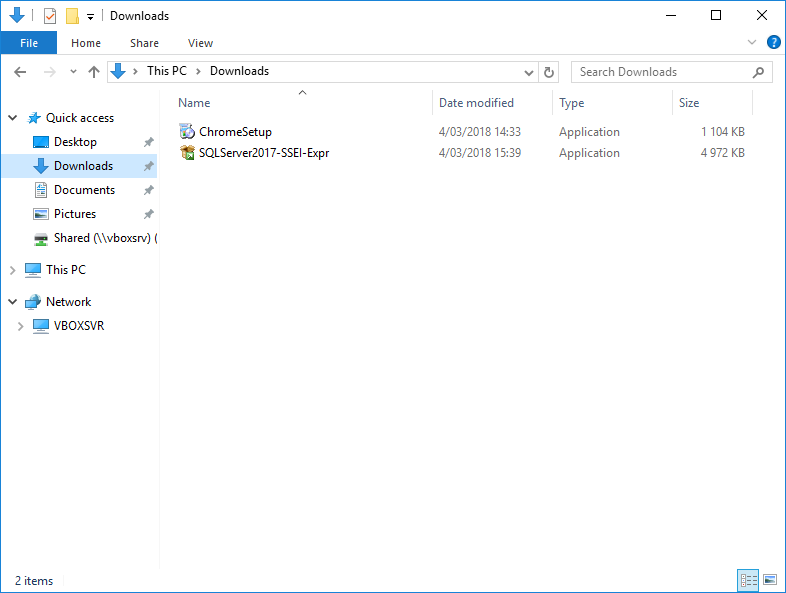 Downloads
File Home Share View
This PC Downloads
Search Downloads
Name Date modified Type Size
ChromeSetup 4/03/2018 14:33 Application 1 104 KB
SQLServer2017-SSEI-Expr 4/03/2018 15:39 Application 4 972 KB
Quick access
Desktop
Downloads
Documents
Pictures
Shared (\\vboxsrv) (
This PC
Network
VBOXSVR
2 items